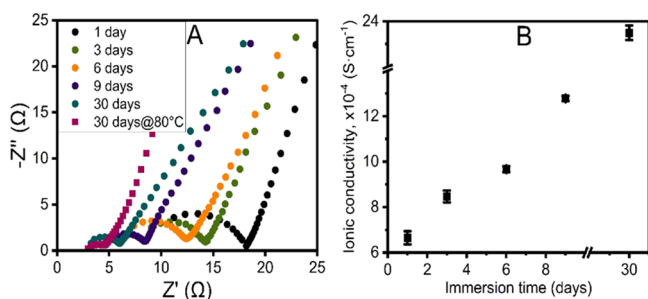 A
1 day
3 days
6 days
9 days
30 days
30 days@80°C
25
20
15
10
5
0
-Z'' (Ω)
0 5 10 15 20 25
Z' (Ω)
B
24
12
10
8
6
Ionic conductivity, x10⁻⁴ (S·cm⁻¹)
0 2 4 6 8 30
Immersion time (days)